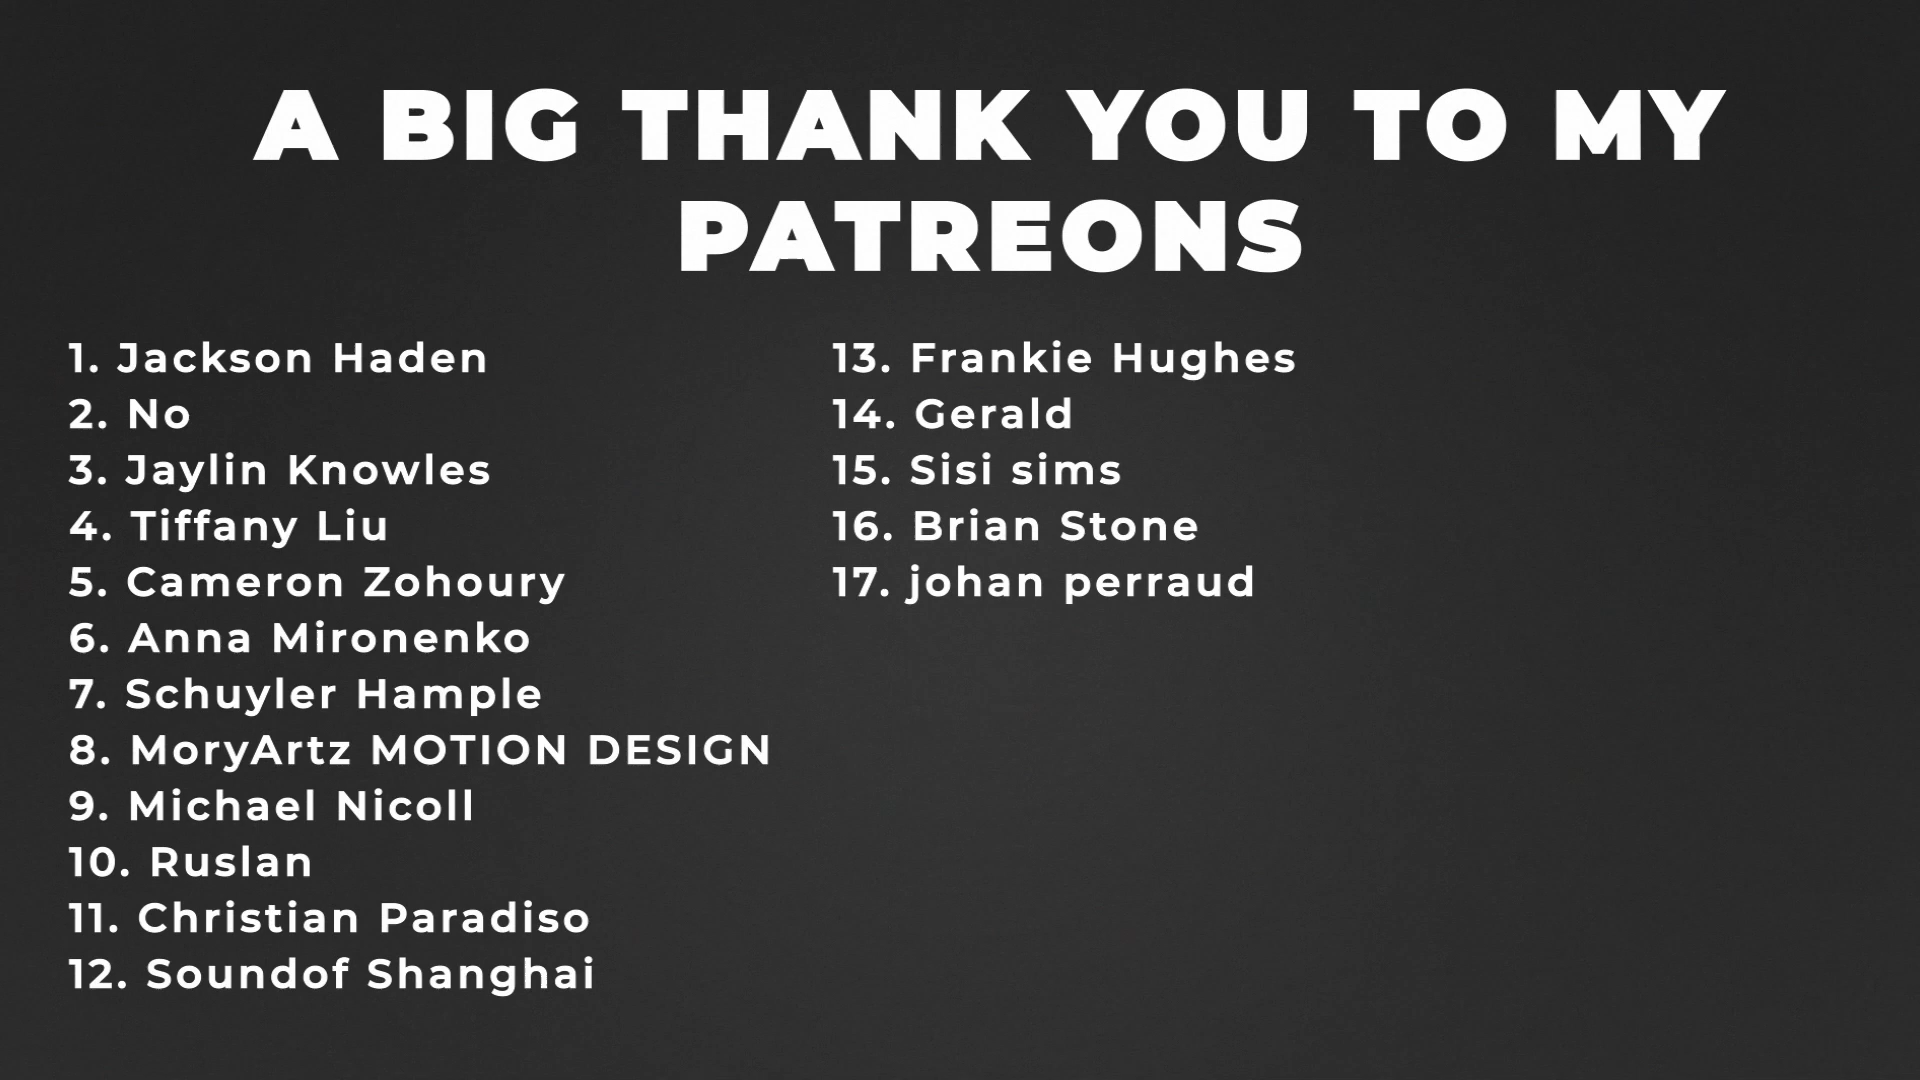 A BIG THANK YOU TO MY
PATREONS
1. Jackson Haden
2. No
3. Jaylin Knowles
4. Tiffany Liu
5. Cameron Zohoury
6. Anna Mironenko
7. Schuyler Hample
8. MoryArtz MOTION DESIGN
9. Michael Nicoll
10. Ruslan
11. Christian Paradiso
12. Soundof Shanghai
13. Frankie Hughes
14. Gerald
15. Sisi sims
16. Brian Stone
17. johan perraud